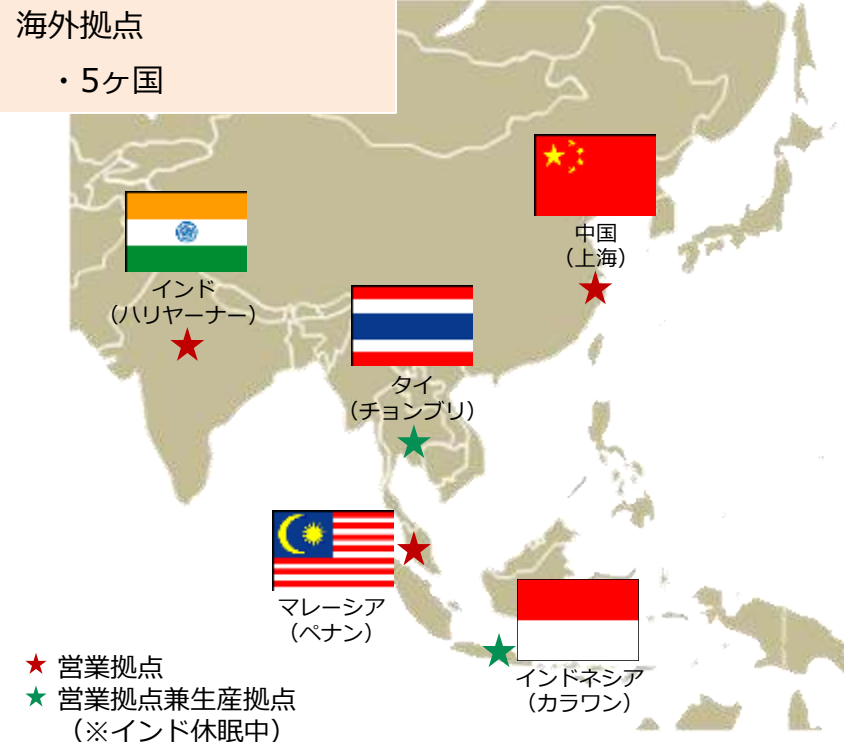 海外拠点
・5ヶ国
中国
（上海）
インド
（ハリヤーナー）
タイ
（チョンブリ）
マレーシア
（ペナン）
インドネシア
（カラワン）
★ 営業拠点
★ 営業拠点兼生産拠点
（※インド休眠中）